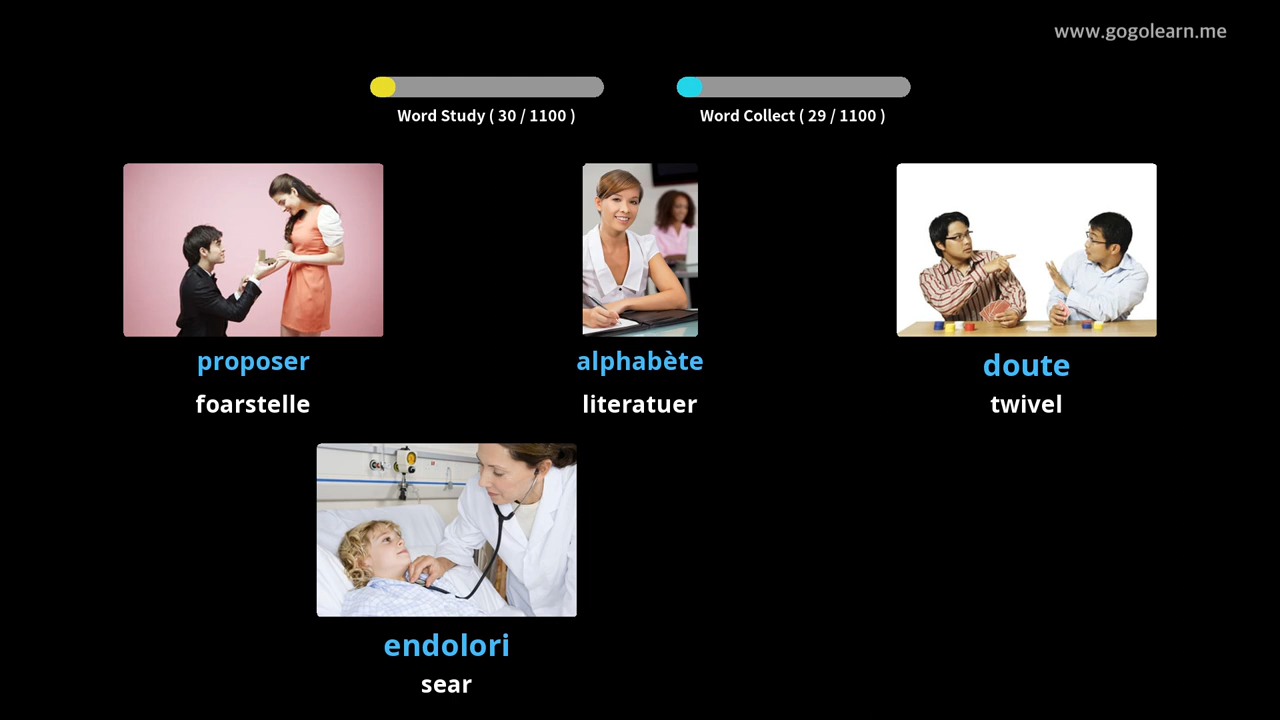 www.gogolearn.me
Word Study ( 30 / 1100 )
Word Collect ( 29 / 1100 )
proposer
foarstelle
alphabète
literatuer
doute
twivel
endolori
sear